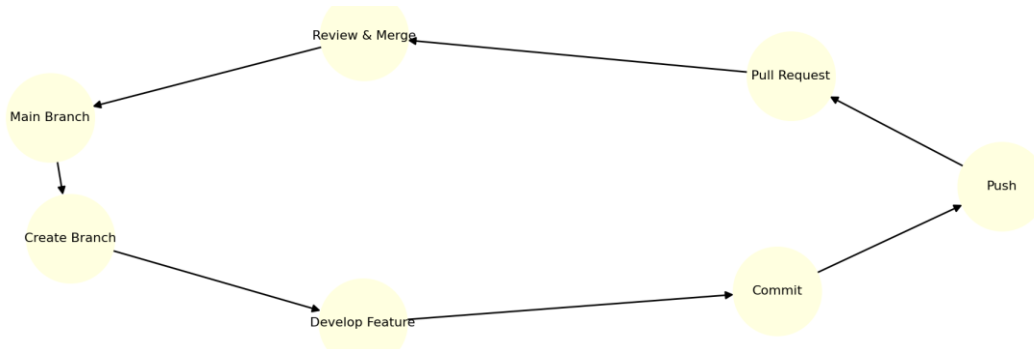 Review & Merge
Pull Request
Main Branch
Push
Create Branch
Commit
Develop Feature